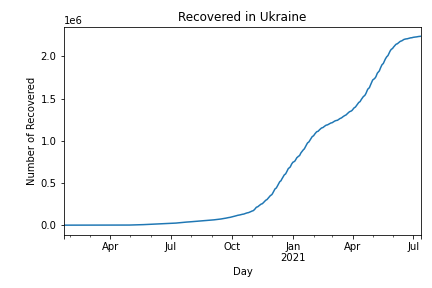 Recovered in Ukraine
1e6
2.0
1.5
1.0
0.5
0.0
Number of Recovered
Apr Jul Oct Jan Apr Jul
2021
Day